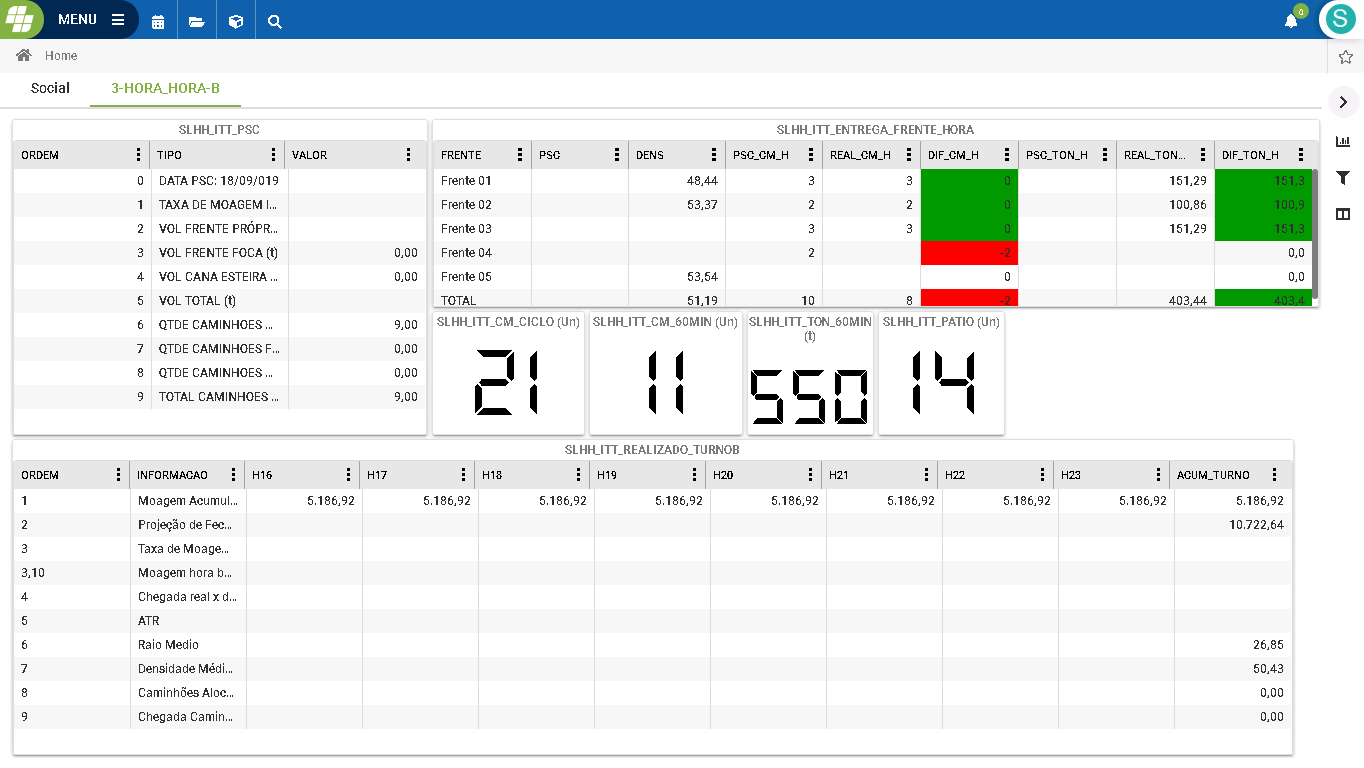 MENU
0
S
Home
Social 3-HORA_HORA-B
SLHH_ITT_PSC
ORDEM TIPO VALOR
0 DATA PSC: 18/09/019
1 TAXA DE MOAGEM I...
2 VOL FRENTE PRÓPR...
3 VOL FRENTE FOCA (t) 0,00
4 VOL CANA ESTEIRA ... 0,00
5 VOL TOTAL (t)
6 QTDE CAMINHOES ... 9,00
7 QTDE CAMINHOES F... 0,00
8 QTDE CAMINHOES ... 0,00
9 TOTAL CAMINHOES ... 9,00
SLHH_ITT_ENTREGA_FRENTE_HORA
FRENTE PSC DENS PSC_CM_H REAL_CM_H DIF_CM_H PSC_TON_H REAL_TON... DIF_TON_H
Frente 01 48,44 3 3 0 151,29 151,3
Frente 02 53,37 2 2 0 100,86 100,9
Frente 03 3 3 0 151,29 151,3
Frente 04 2 -2 0,0
Frente 05 53,54 0 0,0
TOTAL 51,19 10 8 -2 403,44 403,4
SLHH_ITT_CM_CICLO (Un)
21
SLHH_ITT_CM_60MIN (Un)
11
SLHH_ITT_TON_60MIN
(t)
550
SLHH_ITT_PATIO (Un)
14
SLHH_ITT_REALIZADO_TURNOB
ORDEM INFORMACAO H16 H17 H18 H19 H20 H21 H22 H23 AGUM_TURNO
1 Moagem Acumul... 5.186,92 5.186,92 5.186,92 5.186,92 5.186,92 5.186,92 5.186,92 5.186,92 5.186,92
2 Projeção de Fec... 10.722,64
3 Taxa de Moage...
3,10 Moagem hora b...
4 Chegada real x d...
5 ATR
6 Raio Medio 26,85
7 Densidade Médi... 50,43
8 Caminhões Aloc... 0,00
9 Chegada Camin... 0,00